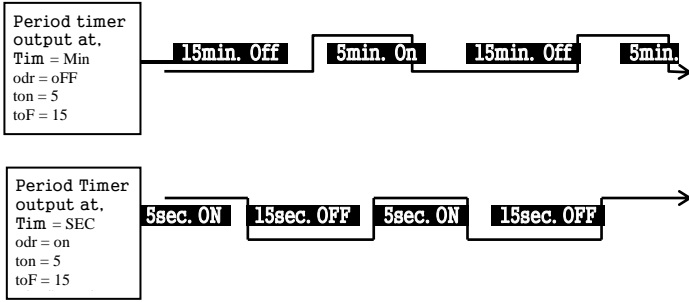 Period timer
output at,
Tim = Min
odr = oFF
ton = 5
toF = 15
15min. Off 5min. On 15min. Off 5min.
Period Timer
output at,
Tim = SEC
odr = on
ton = 5
toF = 15
5sec. ON 15sec. OFF 5sec. ON 15sec. OFF